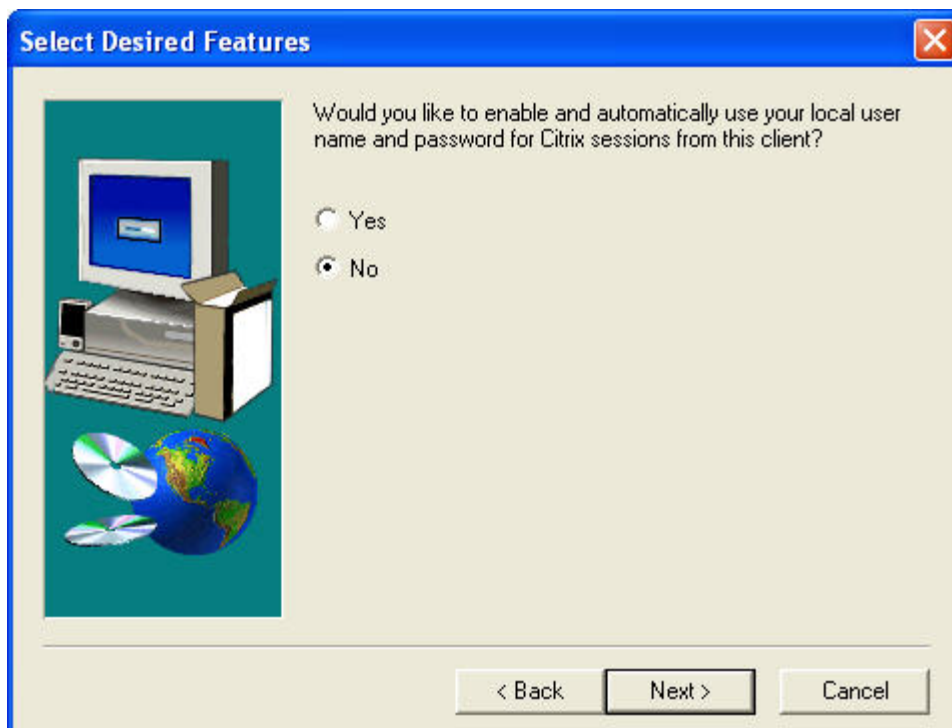 Select Desired Features
Would you like to enable and automatically use your local user
name and password for Citrix sessions from this client?
Yes
No
< Back
Next >
Cancel